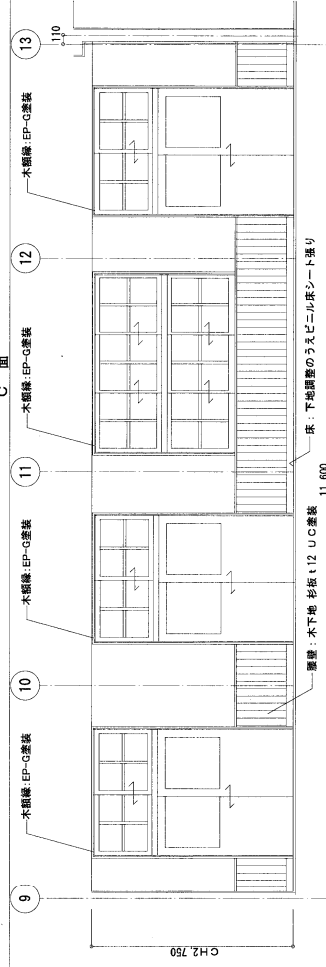 C 面
9
10
11
12
13
110
木額縁:EP-G塗装
木額縁:EP-G塗装
木額縁:EP-G塗装
木額縁:EP-G塗装
CH2,750
腰壁:木下地 杉板 t12 UC塗装
床:下地調整のうえビニル床シート張り
11,600